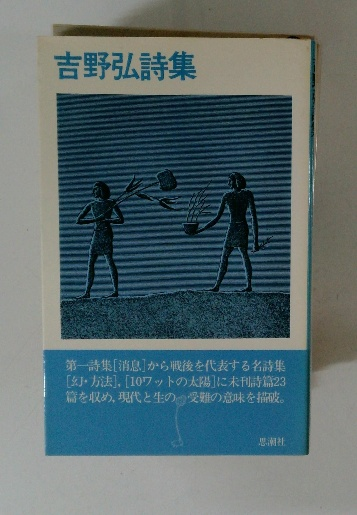 吉野弘詩集
第一詩集[消息]から戦後を代表する名詩集
[幻・方法],[10ワットの太陽]に未刊詩篇23
篇を収め,現代と生の受難の意味を描破。
思潮社